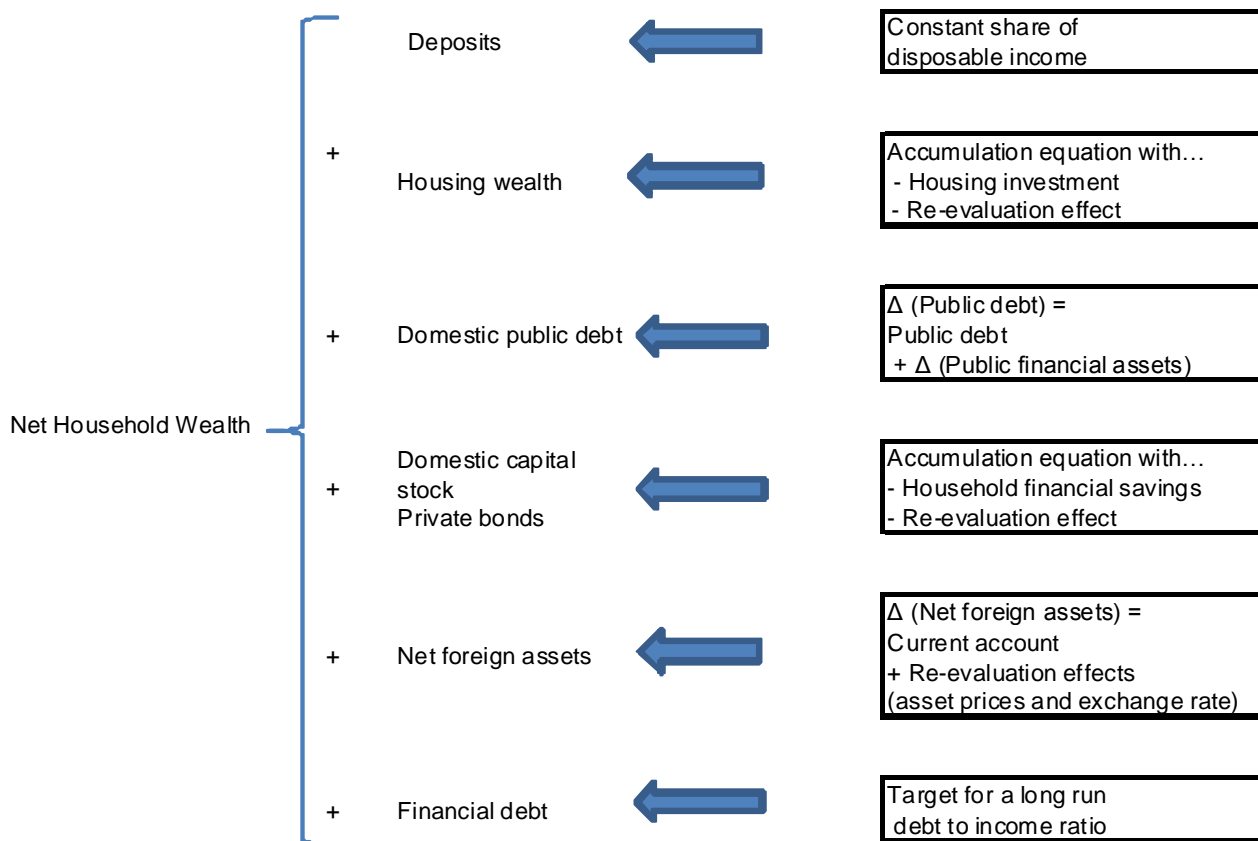 Deposits
Constant share of
disposable income
+
Housing wealth
Accumulation equation with…
- Housing investment
- Re-evaluation effect
+
Domestic public debt
Δ (Public debt) =
Public debt
+ Δ (Public financial assets)
Net Household Wealth
+
Domestic capital
stock
Private bonds
Accumulation equation with…
- Household financial savings
- Re-evaluation effect
+
Net foreign assets
Δ (Net foreign assets) =
Current account
+ Re-evaluation effects
(asset prices and exchange rate)
+
Financial debt
Target for a long run
debt to income ratio